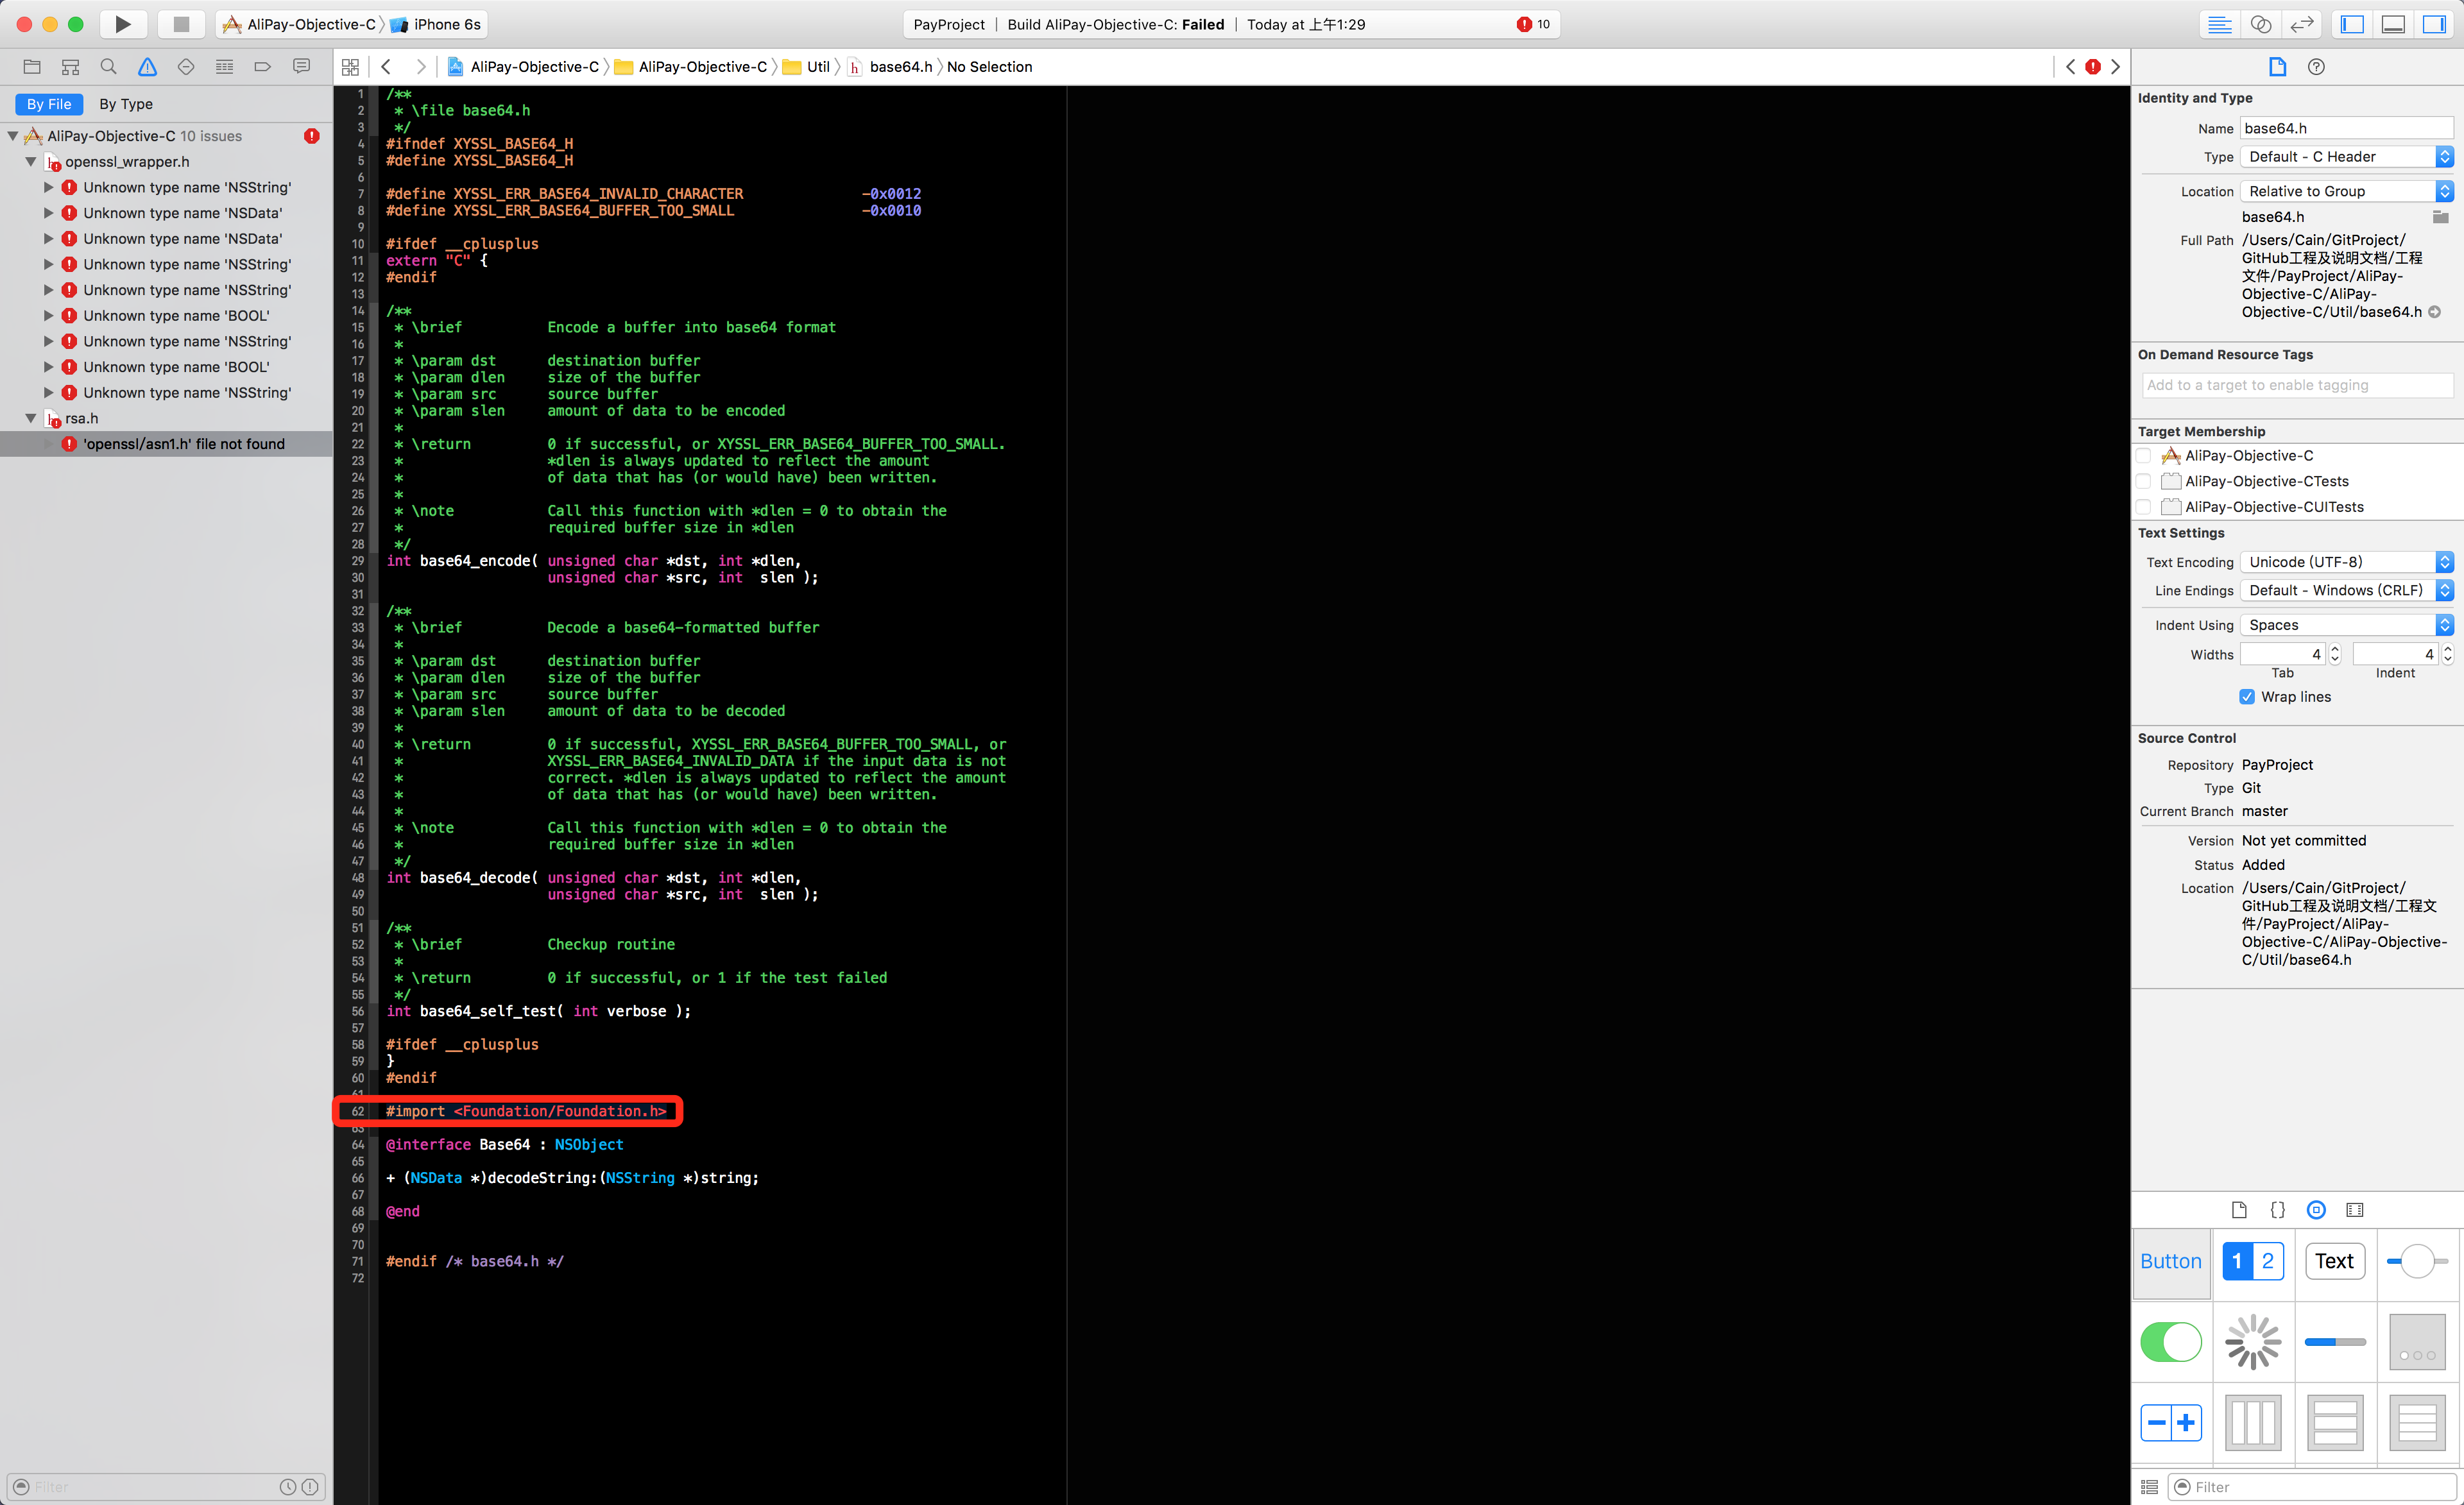 AliPay-Objective-C 〉 iPhone 6s
PayProject | Build AliPay-Objective-C: Failed | Today at 上午1:29
10
AliPay-Objective-C 〉 AliPay-Objective-C 〉 Util 〉 h base64.h 〉 No Selection
By File By Type
AliPay-Objective-C 10 issues
openssl_wrapper.h
Unknown type name 'NSString'
Unknown type name 'NSData'
Unknown type name 'NSData'
Unknown type name 'NSString'
Unknown type name 'NSString'
Unknown type name 'BOOL'
Unknown type name 'NSString'
Unknown type name 'BOOL'
Unknown type name 'NSString'
rsa.h
'openssl/asn1.h' file not found
Filter
1 /**
2  * \file base64.h
3  */
4 #ifndef XYSSL_BASE64_H
5 #define XYSSL_BASE64_H
6
7 #define XYSSL_ERR_BASE64_INVALID_CHARACTER              -0x0012
8 #define XYSSL_ERR_BASE64_BUFFER_TOO_SMALL               -0x0010
9
10 #ifdef __cplusplus
11 extern "C" {
12 #endif
13
14 /**
15  * \brief          Encode a buffer into base64 format
16  *
17  * \param dst      destination buffer
18  * \param dlen     size of the buffer
19  * \param src      source buffer
20  * \param slen     amount of data to be encoded
21  *
22  * \return         0 if successful, or XYSSL_ERR_BASE64_BUFFER_TOO_SMALL.
23  *                 *dlen is always updated to reflect the amount
24  *                 of data that has (or would have) been written.
25  *
26  * \note           Call this function with *dlen = 0 to obtain the
27  *                 required buffer size in *dlen
28  */
29 int base64_encode( unsigned char *dst, int *dlen,
30                    unsigned char *src, int  slen );
31
32 /**
33  * \brief          Decode a base64-formatted buffer
34  *
35  * \param dst      destination buffer
36  * \param dlen     size of the buffer
37  * \param src      source buffer
38  * \param slen     amount of data to be decoded
39  *
40  * \return         0 if successful, XYSSL_ERR_BASE64_BUFFER_TOO_SMALL, or
41  *                 XYSSL_ERR_BASE64_INVALID_DATA if the input data is not
42  *                 correct. *dlen is always updated to reflect the amount
43  *                 of data that has (or would have) been written.
44  *
45  * \note           Call this function with *dlen = 0 to obtain the
46  *                 required buffer size in *dlen
47  */
48 int base64_decode( unsigned char *dst, int *dlen,
49                    unsigned char *src, int  slen );
50
51 /**
52  * \brief          Checkup routine
53  *
54  * \return         0 if successful, or 1 if the test failed
55  */
56 int base64_self_test( int verbose );
57
58 #ifdef __cplusplus
59 }
60 #endif
61
62 #import <Foundation/Foundation.h>
63
64 @interface Base64 : NSObject
65
66 + (NSData *)decodeString:(NSString *)string;
67
68 @end
69
70
71 #endif /* base64.h */
72
Identity and Type
Name base64.h
Type Default - C Header
Location Relative to Group
base64.h
Full Path /Users/Cain/GitProject/
GitHub工程及说明文档/工程
文件/PayProject/AliPay-
Objective-C/AliPay-
Objective-C/Util/base64.h
On Demand Resource Tags
Add to a target to enable tagging
Target Membership
AliPay-Objective-C
AliPay-Objective-CTests
AliPay-Objective-CUITests
Text Settings
Text Encoding Unicode (UTF-8)
Line Endings Default - Windows (CRLF)
Indent Using Spaces
Widths 4 4
Tab Indent
Wrap lines
Source Control
Repository PayProject
Type Git
Current Branch master
Version Not yet committed
Status Added
Location /Users/Cain/GitProject/
GitHub工程及说明文档/工程文
件/PayProject/AliPay-
Objective-C/AliPay-Objective-
C/Util/base64.h
{}
Button 1 2 Text
Filter